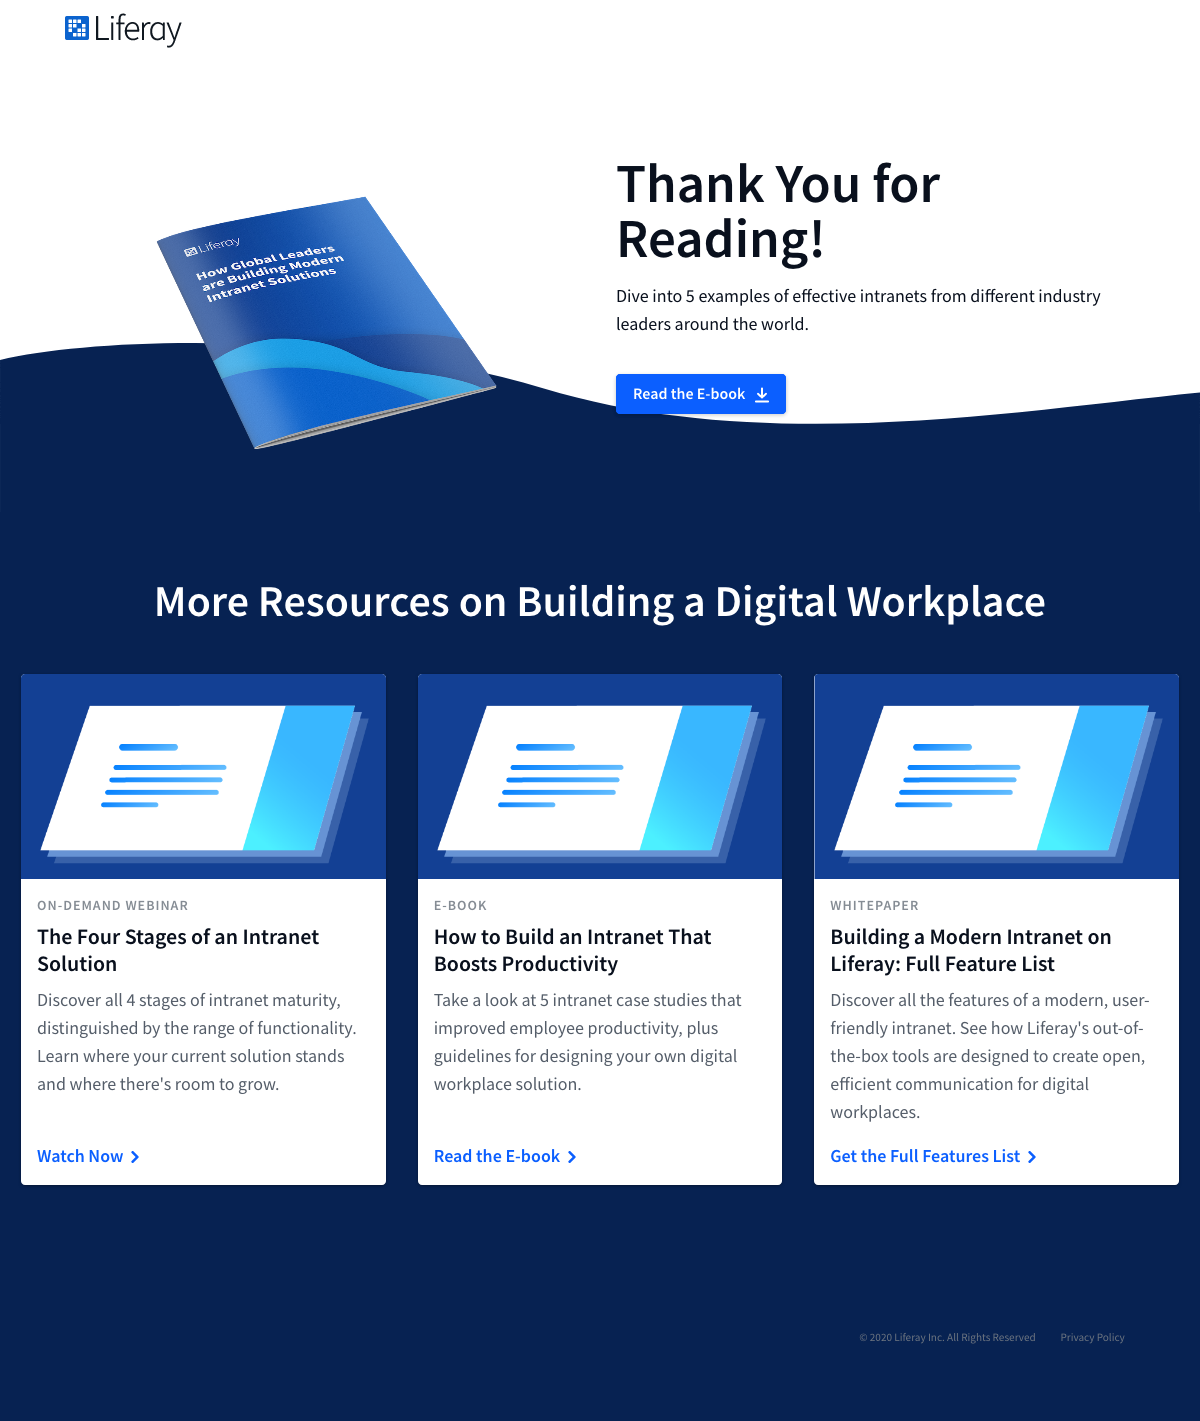 Liferay
Thank You for
Reading!
Dive into 5 examples of effective intranets from different industry
leaders around the world.
Read the E-book
Liferay
How Global Leaders
are Building Modern
Intranet Solutions
More Resources on Building a Digital Workplace
ON-DEMAND WEBINAR
The Four Stages of an Intranet
Solution
Discover all 4 stages of intranet maturity,
distinguished by the range of functionality.
Learn where your current solution stands
and where there's room to grow.
Watch Now
E-BOOK
How to Build an Intranet That
Boosts Productivity
Take a look at 5 intranet case studies that
improved employee productivity, plus
guidelines for designing your own digital
workplace solution.
Read the E-book
WHITEPAPER
Building a Modern Intranet on
Liferay: Full Feature List
Discover all the features of a modern, user-
friendly intranet. See how Liferay's out-of-
the-box tools are designed to create open,
efficient communication for digital
workplaces.
Get the Full Features List
© 2020 Liferay Inc. All Rights Reserved
Privacy Policy